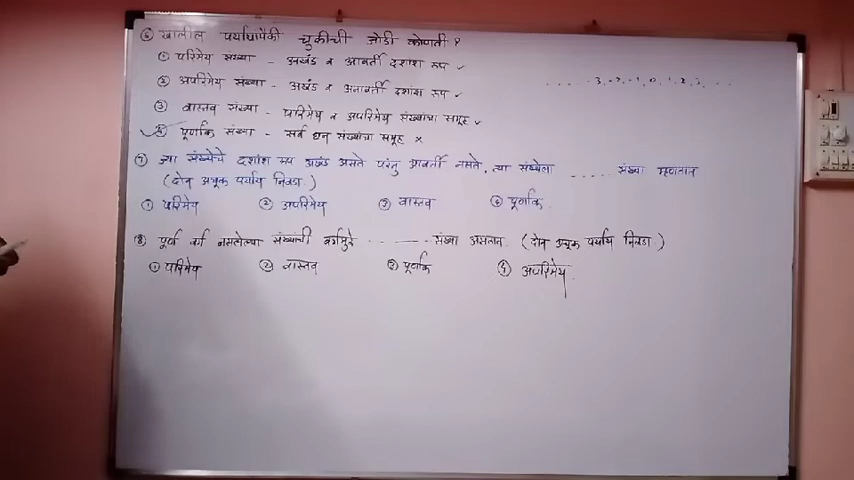 ⑥ खालील पर्यायांपैकी चुकीची जोडी कोणती ?
① परिमेय संख्या - अखंड व आवर्ती दशांश रूप ✓
② अपरिमेय संख्या - अखंड व अनावर्ती दशांश रूप ✓
③ वास्तव संख्या - परिमेय व अपरिमेय संख्यांचा समूह ✓
④ पूर्णांक संख्या - सर्व धन संख्यांचा समूह ×
..... -3, -2, -1, 0, 1, 2, 3, ...
⑦ ज्या संख्येचे दशांश रूप अखंड असते परंतु आवर्ती नसते, त्या संख्येला ..... संख्या म्हणतात
(दोन अचूक पर्याय निवडा.)
① परिमेय ② अपरिमेय ③ वास्तव ④ पूर्णांक
⑧ पूर्ण वर्ग नसलेल्या संख्यांची वर्गमुळे ........ संख्या असतात. (दोन अचूक पर्याय निवडा)
① परिमेय ② वास्तव ③ पूर्णांक ④ अपरिमेय